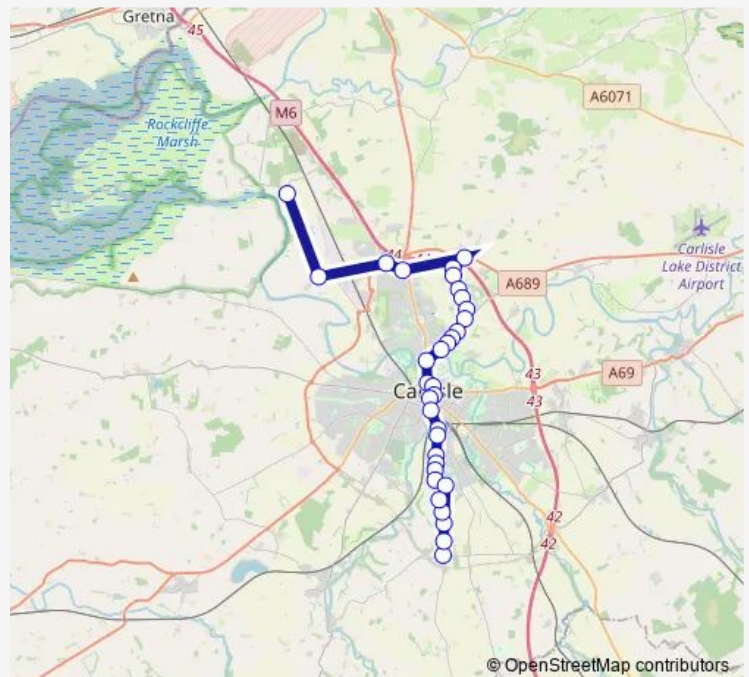 Gretna
45
A6071
M6
Rockcliffe
Marsh
44
Carlisle
Lake District
Airport
A689
43
A69
Carlisle
43
42
42
© OpenStreetMap contributors